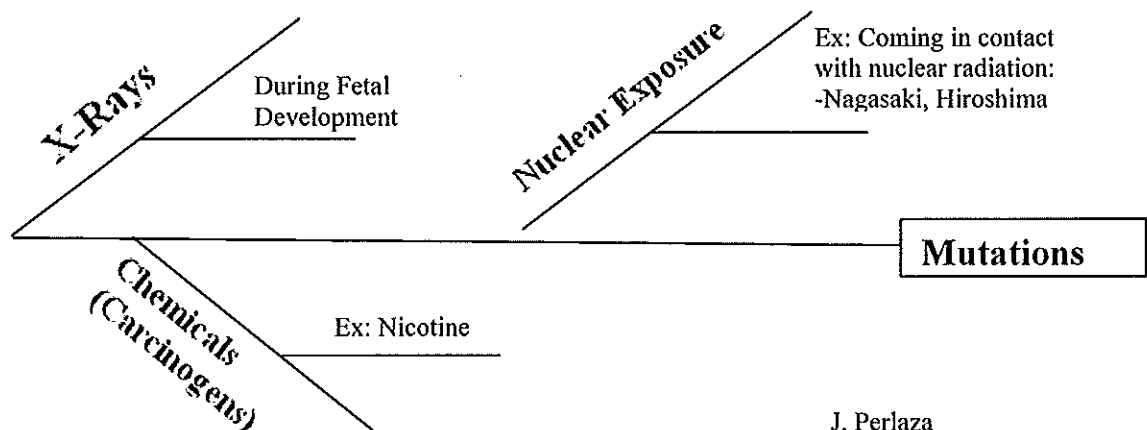 X-Rays
During Fetal
Development
Nuclear Exposure
Ex: Coming in contact
with nuclear radiation:
-Nagasaki, Hiroshima
Mutations
Chemicals
(Carcinogens)
Ex: Nicotine
J. Perlaza